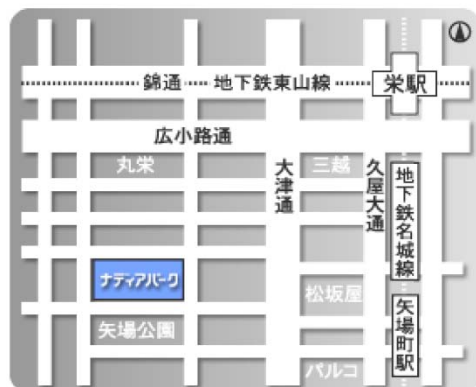 錦通 地下鉄東山線 栄駅
広小路通
丸栄
大津通
三越
久屋大通
地下鉄名城線
ナディアパーク
松坂屋
矢場公園
矢場町駅
パルコ